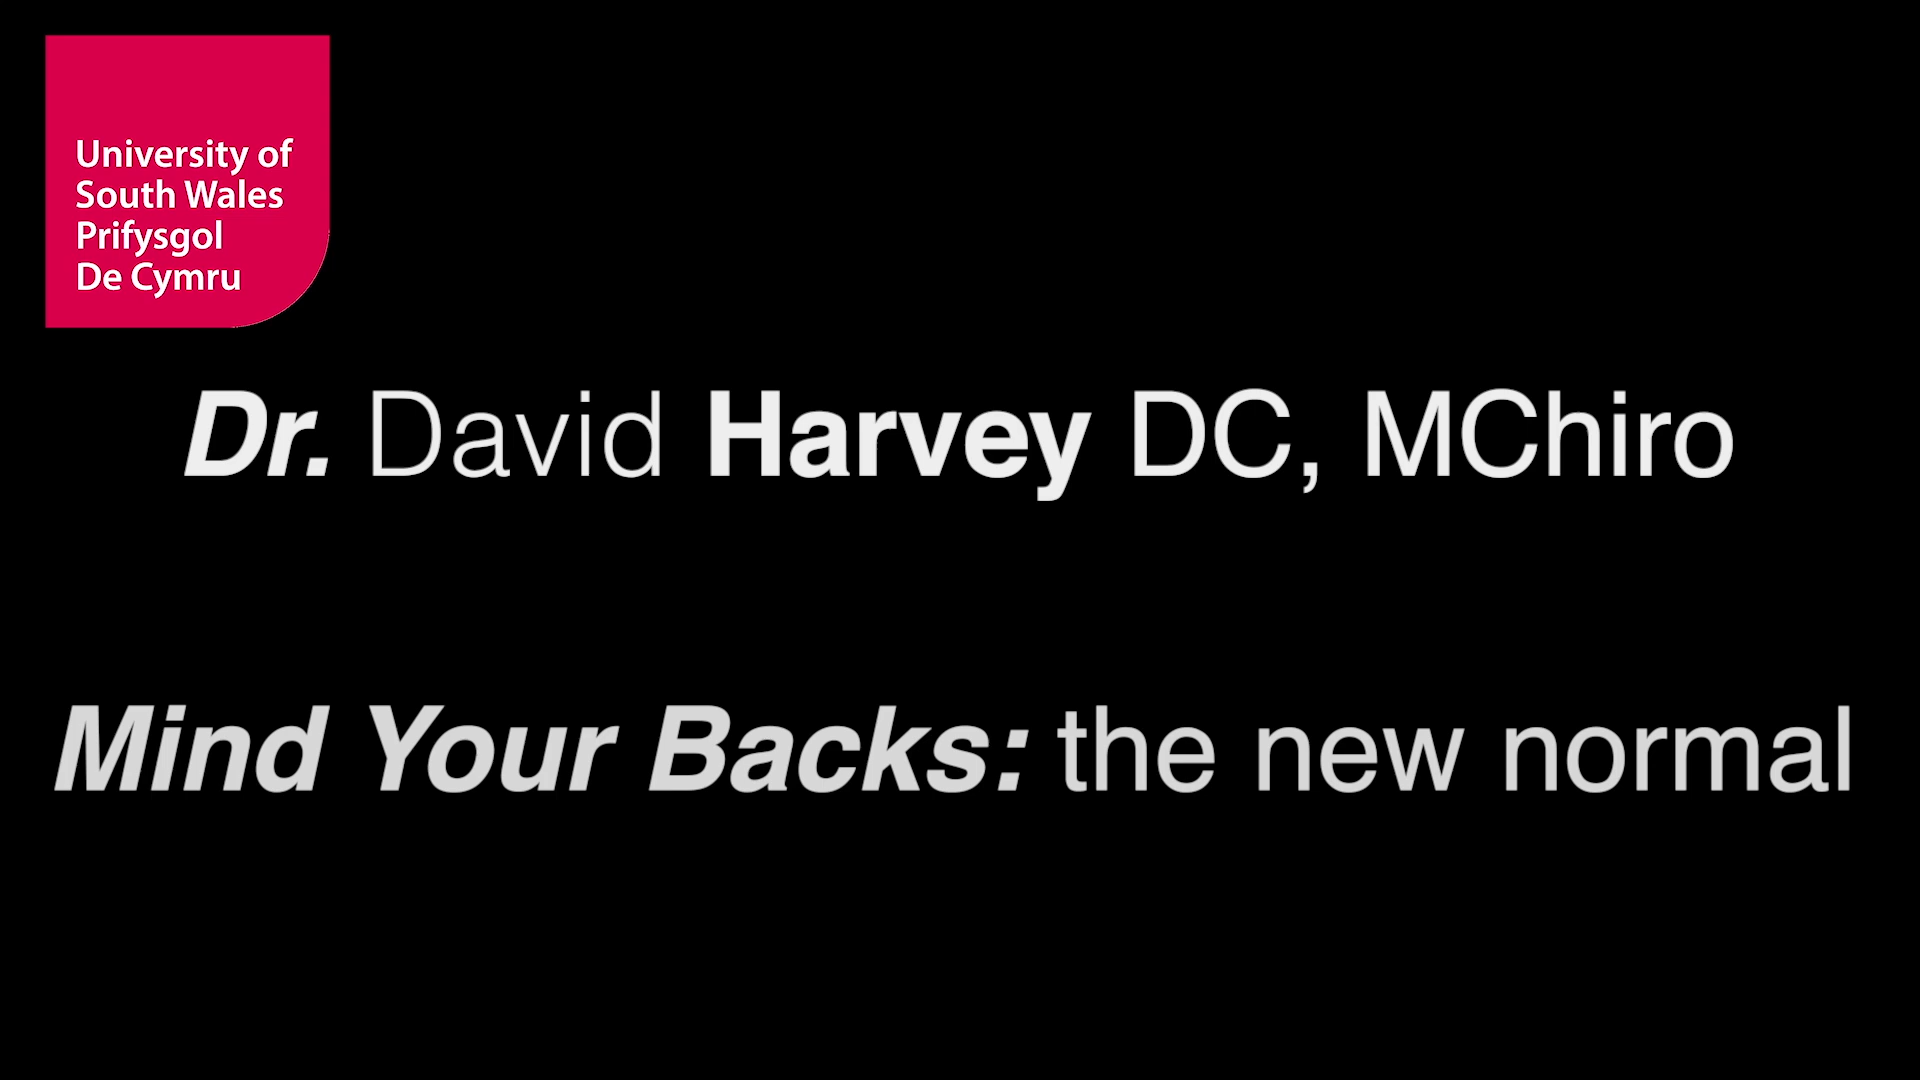 University of
South Wales
Prifysgol
De Cymru
Dr. David Harvey DC, MChiro
Mind Your Backs: the new normal